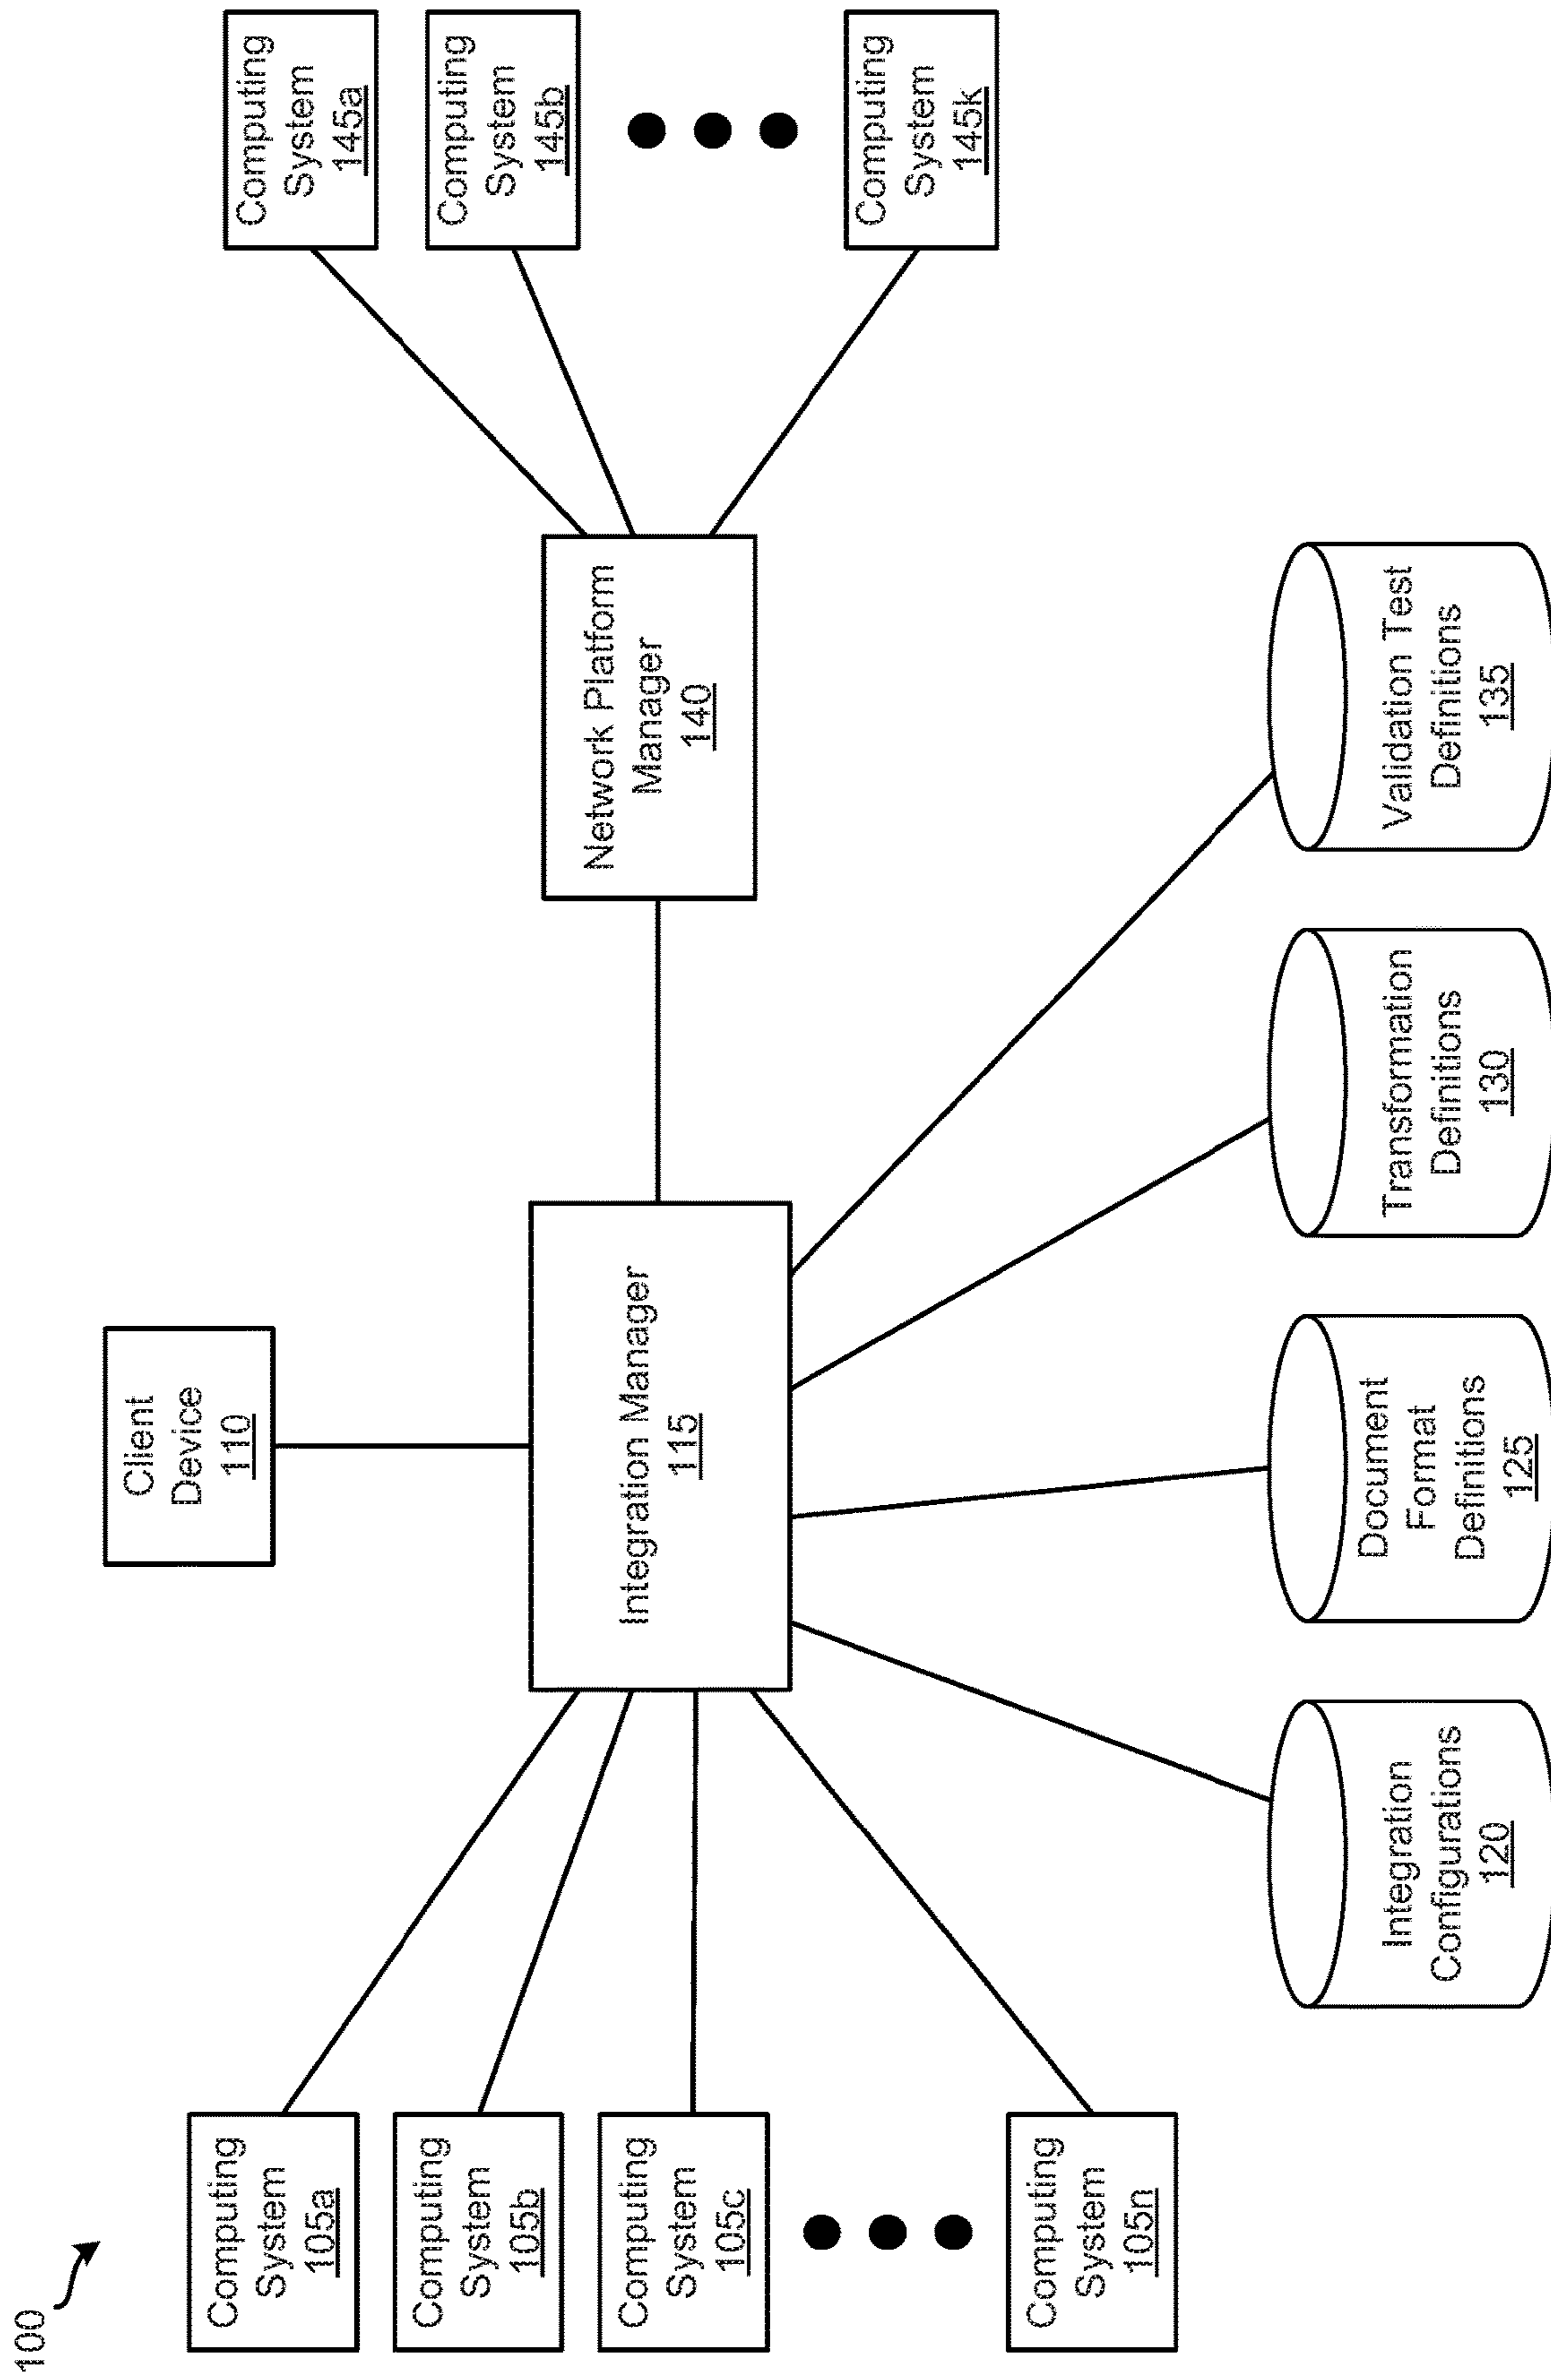 100
Computing
System
105a
Computing
System
105b
Computing
System
105c
Computing
System
105n
Client
Device
110
Integration Manager
115
Network Platform
Manager
140
Computing
System
145a
Computing
System
145b
Computing
System
145k
Integration
Configurations
120
Document
Format
Definitions
125
Transformation
Definitions
130
Validation Test
Definitions
135